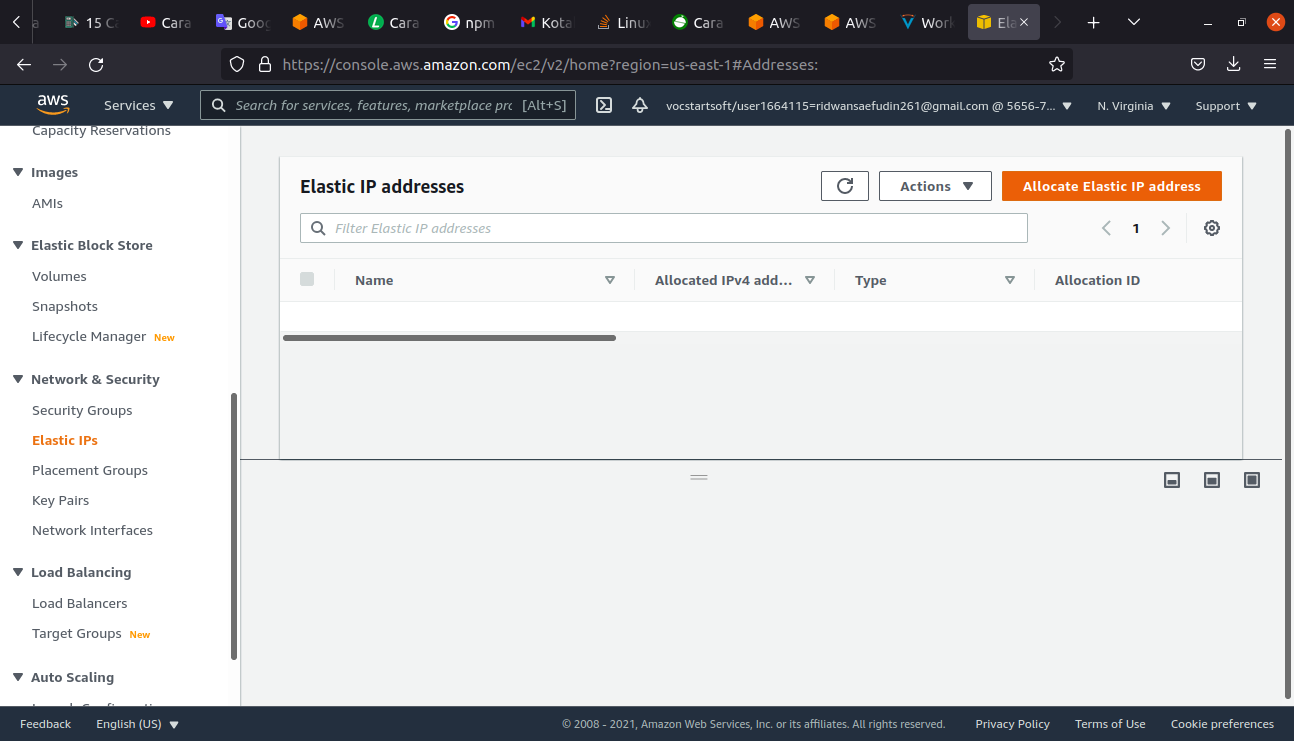 15 Ca
Cara
Goog
AWS
Cara
npm
Kota
Linux
Cara
AWS
AWS
Work
Ela
https://console.aws.amazon.com/ec2/v2/home?region=us-east-1#Addresses:
aws
Services
Search for services, features, marketplace prc
[Alt+S]
vocstartsoft/user1664115=ridwansaefudin261@gmail.com @ 5656-7...
N. Virginia
Support
Capacity Reservations
Images
AMIs
Elastic Block Store
Volumes
Snapshots
Lifecycle Manager New
Network & Security
Security Groups
Elastic IPs
Placement Groups
Key Pairs
Network Interfaces
Load Balancing
Load Balancers
Target Groups New
Auto Scaling
Elastic IP addresses
Actions
Allocate Elastic IP address
Filter Elastic IP addresses
1
Name
Allocated IPv4 add...
Type
Allocation ID
Feedback
English (US)
© 2008 - 2021, Amazon Web Services, Inc. or its affiliates. All rights reserved.
Privacy Policy
Terms of Use
Cookie preferences